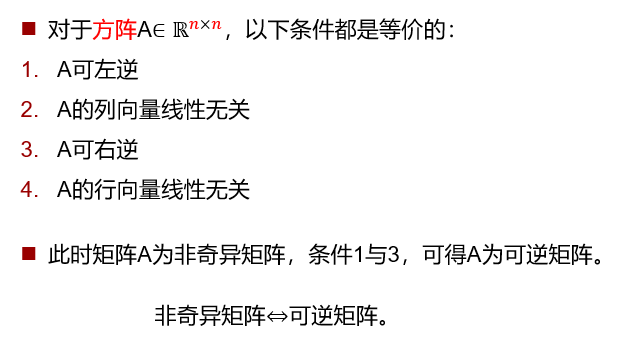 ■ 对于方阵A∈ ℝ^{n×n}，以下条件都是等价的：
1. A可左逆
2. A的列向量线性无关
3. A可右逆
4. A的行向量线性无关
■ 此时矩阵A为非奇异矩阵，条件1与3，可得A为可逆矩阵。
非奇异矩阵⇔可逆矩阵。